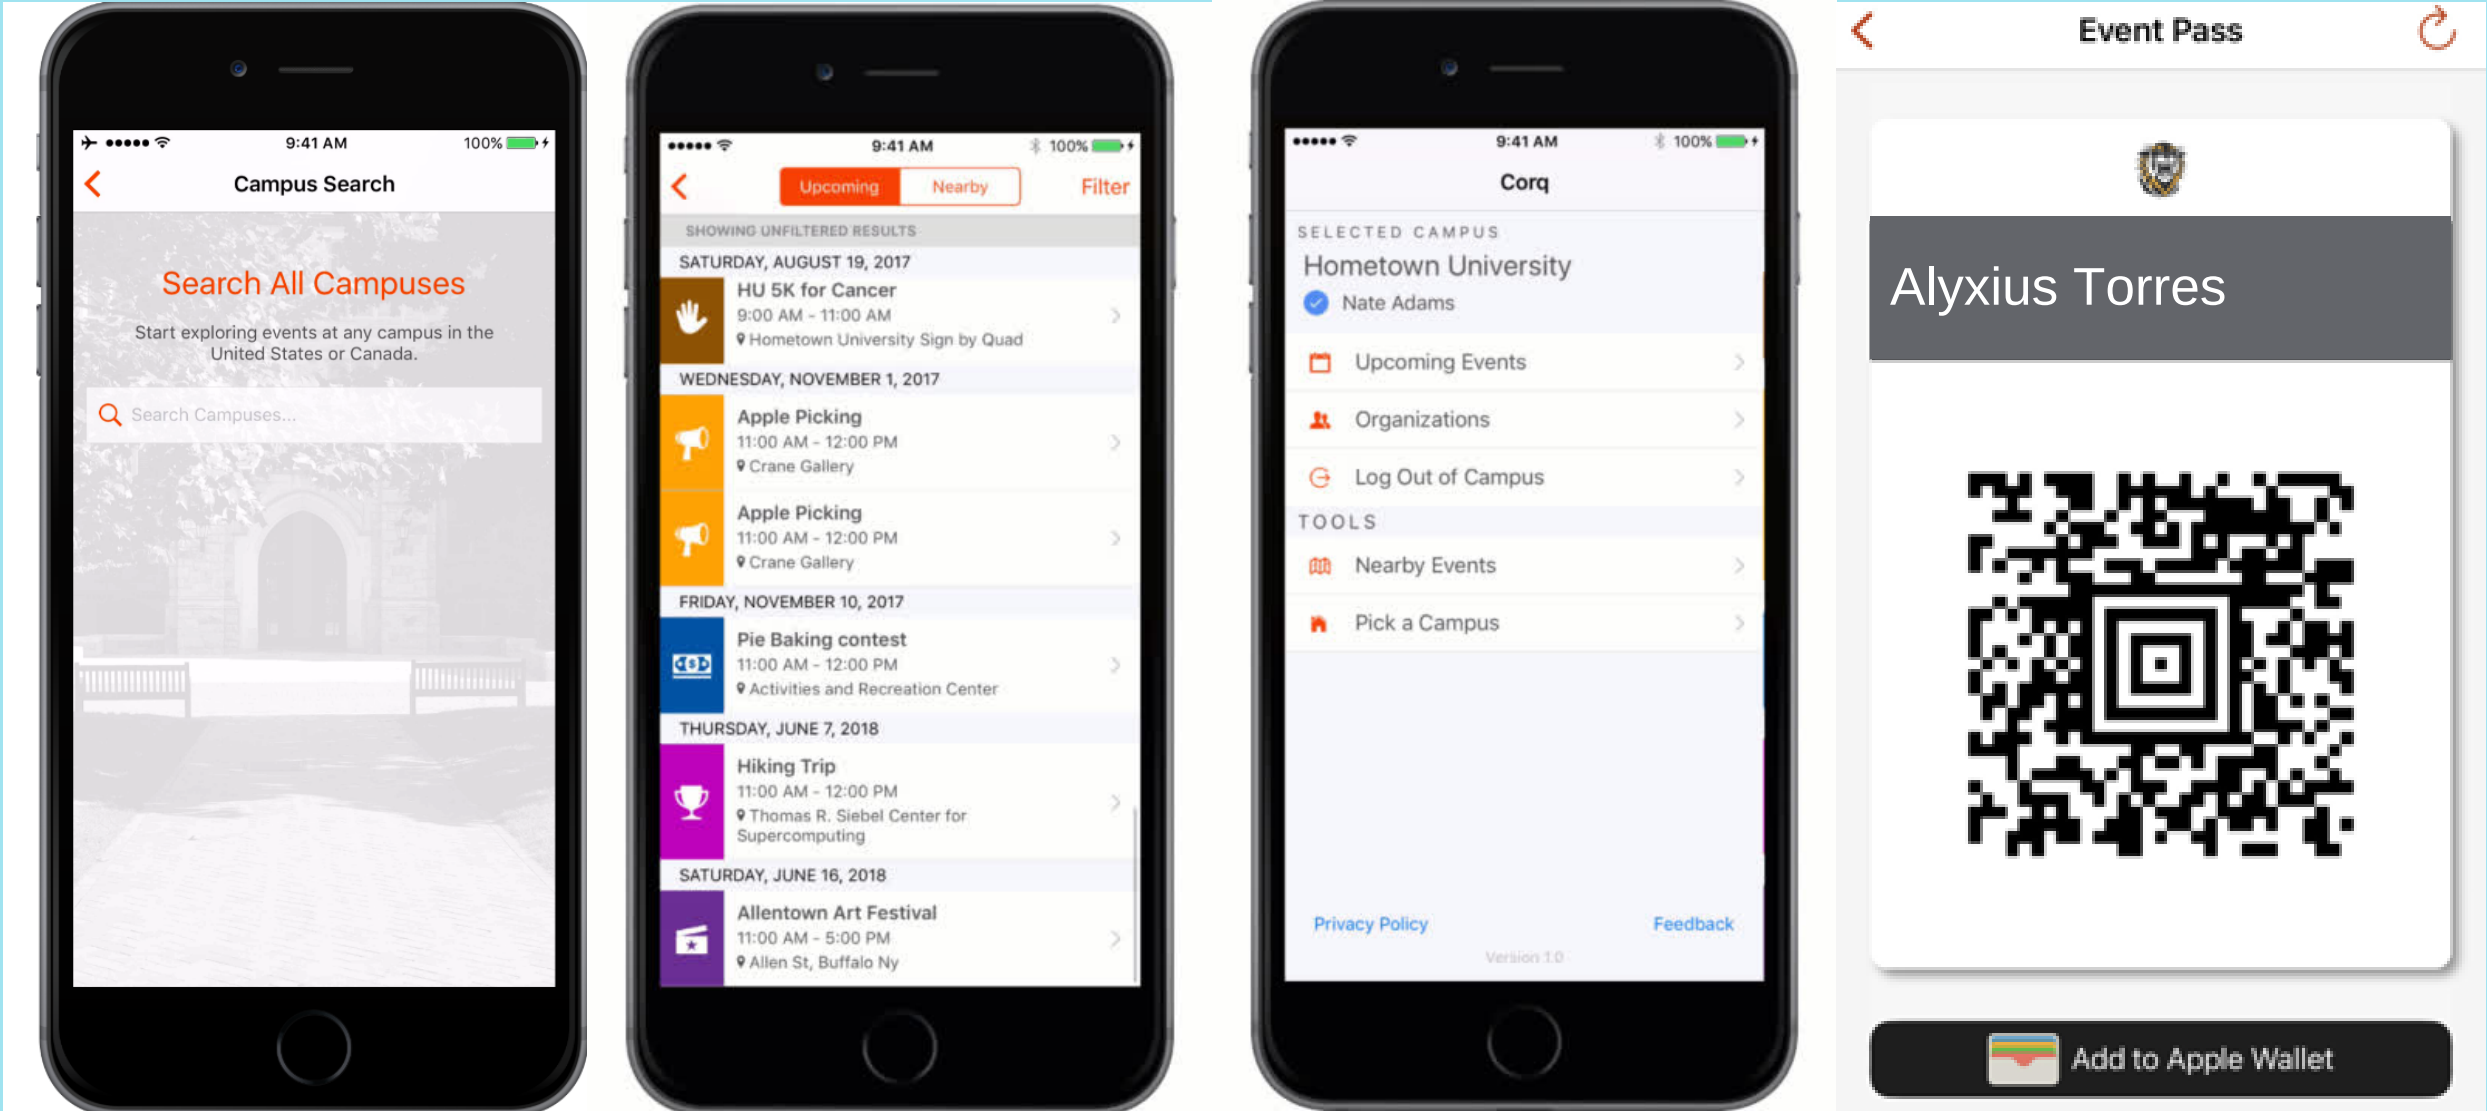 9:41 AM
100%
Campus Search
Search All Campuses
Start exploring events at any campus in the
United States or Canada.
Search Campuses...
9:41 AM
100%
Upcoming
Nearby
Filter
SHOWING UNFILTERED RESULTS
SATURDAY, AUGUST 19, 2017
HU 5K for Cancer
9:00 AM - 11:00 AM
Hometown University Sign by Quad
WEDNESDAY, NOVEMBER 1, 2017
Apple Picking
11:00 AM - 12:00 PM
Crane Gallery
Apple Picking
11:00 AM - 12:00 PM
Crane Gallery
FRIDAY, NOVEMBER 10, 2017
Pie Baking contest
11:00 AM - 12:00 PM
Activities and Recreation Center
THURSDAY, JUNE 7, 2018
Hiking Trip
11:00 AM - 12:00 PM
Thomas R. Siebel Center for
Supercomputing
SATURDAY, JUNE 16, 2018
Allentown Art Festival
11:00 AM - 5:00 PM
Allen St, Buffalo Ny
9:41 AM
100%
Corq
SELECTED CAMPUS
Hometown University
Nate Adams
Upcoming Events
Organizations
Log Out of Campus
TOOLS
Nearby Events
Pick a Campus
Privacy Policy
Feedback
Version 1.0
Event Pass
Alyxius Torres
Add to Apple Wallet